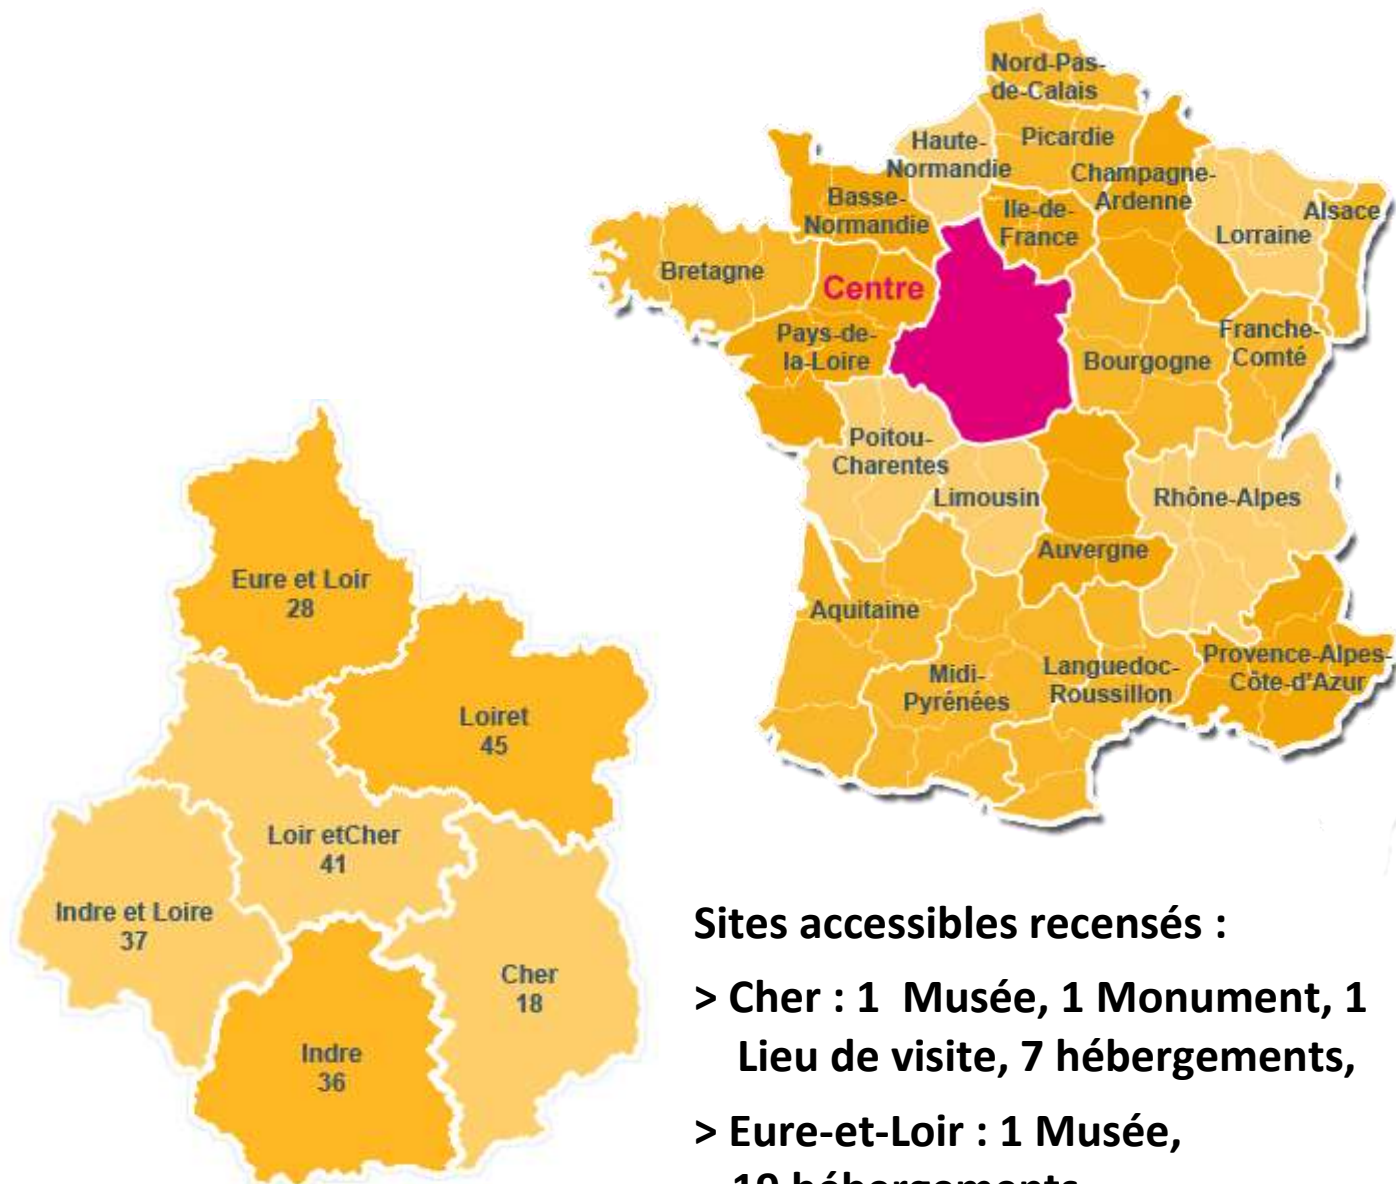 Nord-Pas-
de-Calais
Haute-
Normandie
Picardie
Champagne-
Ardenne
Basse-
Normandie
Ile-de-
France
Lorraine
Alsace
Bretagne
Centre
Pays-de-
la-Loire
Bourgogne
Franche-
Comté
Poitou-
Charentes
Limousin
Rhône-Alpes
Auvergne
Aquitaine
Midi-
Pyrénées
Languedoc-
Roussillon
Provence-Alpes-
Côte-d'Azur
Eure et Loir
28
Loiret
45
Loir etCher
41
Indre et Loire
37
Cher
18
Indre
36
Sites accessibles recensés :
> Cher : 1 Musée, 1 Monument, 1
Lieu de visite, 7 hébergements,
> Eure-et-Loir : 1 Musée,
hébergements